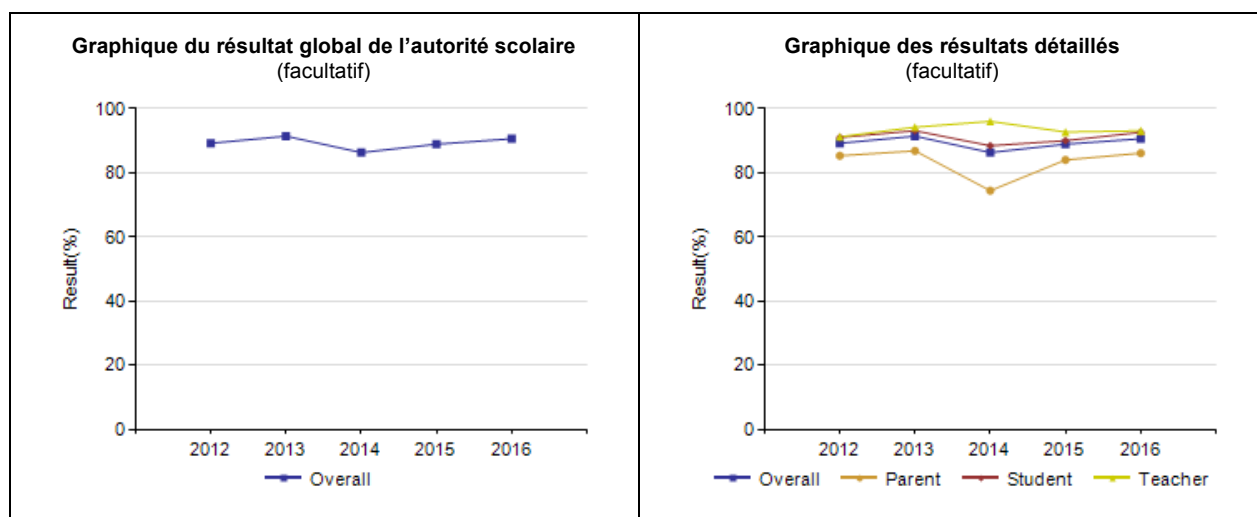 Graphique du résultat global de l’autorité scolaire
(facultatif)
100
80
60
40
20
0
Result(%)
2012 2013 2014 2015 2016
Overall
Graphique des résultats détaillés
(facultatif)
100
80
60
40
20
0
Result(%)
2012 2013 2014 2015 2016
Overall Parent Student Teacher